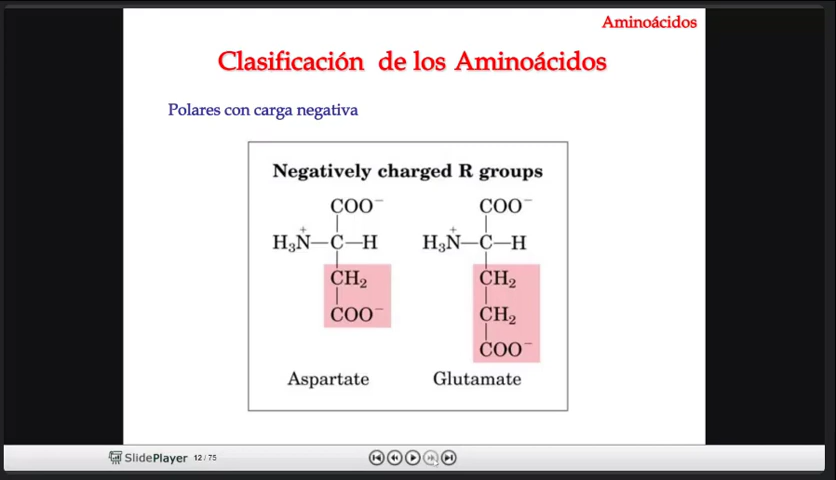 Aminoácidos
Clasificación de los Aminoácidos
Polares con carga negativa
Negatively charged R groups
COO⁻ COO⁻
H₃N⁺—C—H H₃N⁺—C—H
CH₂ CH₂
COO⁻ CH₂
COO⁻
Aspartate Glutamate
SlidePlayer 12 / 75